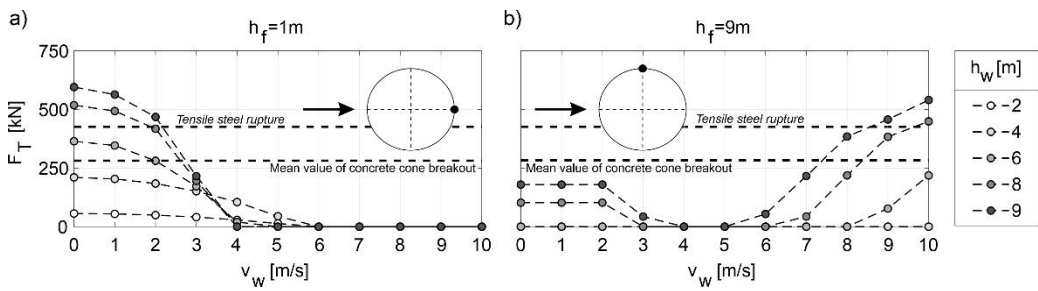 a)
h_f=1m
750
500
250
0
F_T [kN]
Tensile steel rupture
Mean value of concrete cone breakout
0 1 2 3 4 5 6 7 8 9 10
v_w [m/s]
b)
h_f=9m
Tensile steel rupture
Mean value of concrete cone breakout
0 1 2 3 4 5 6 7 8 9 10
v_w [m/s]
h_w [m]
-2
-4
-6
-8
-9